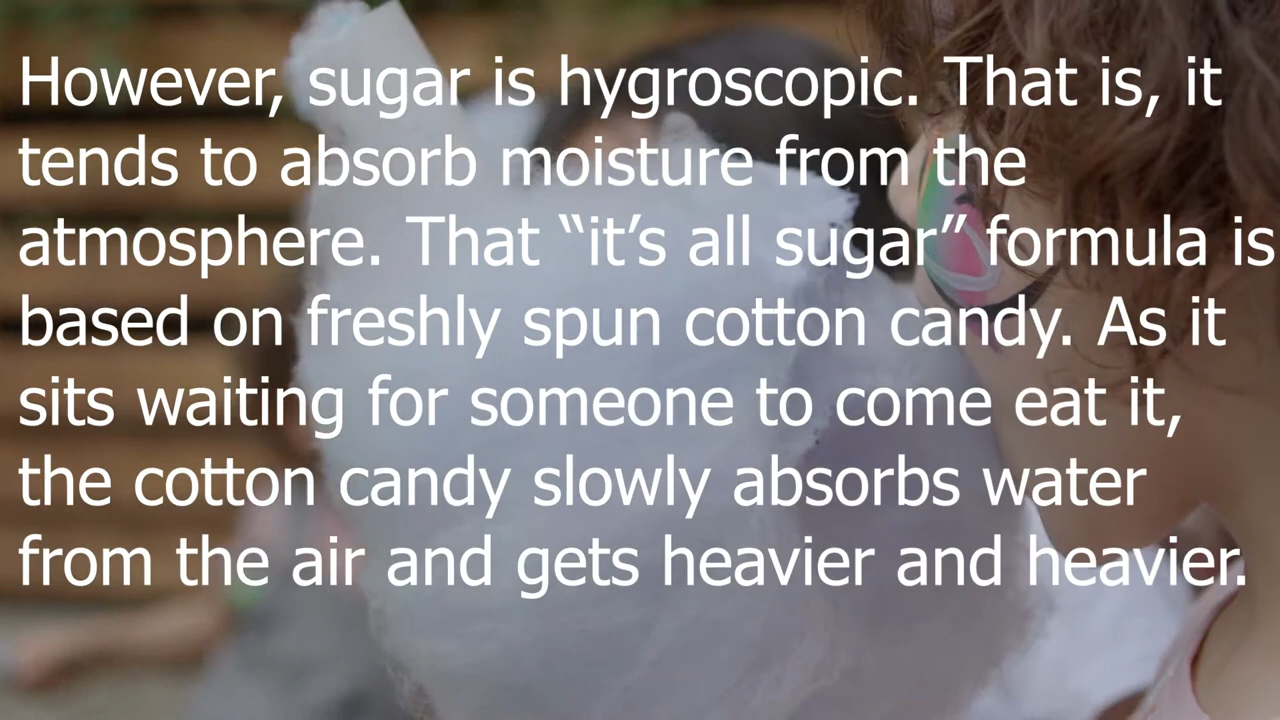 However, sugar is hygroscopic. That is, it
tends to absorb moisture from the
atmosphere. That “it’s all sugar” formula is
based on freshly spun cotton candy. As it
sits waiting for someone to come eat it,
the cotton candy slowly absorbs water
from the air and gets heavier and heavier.